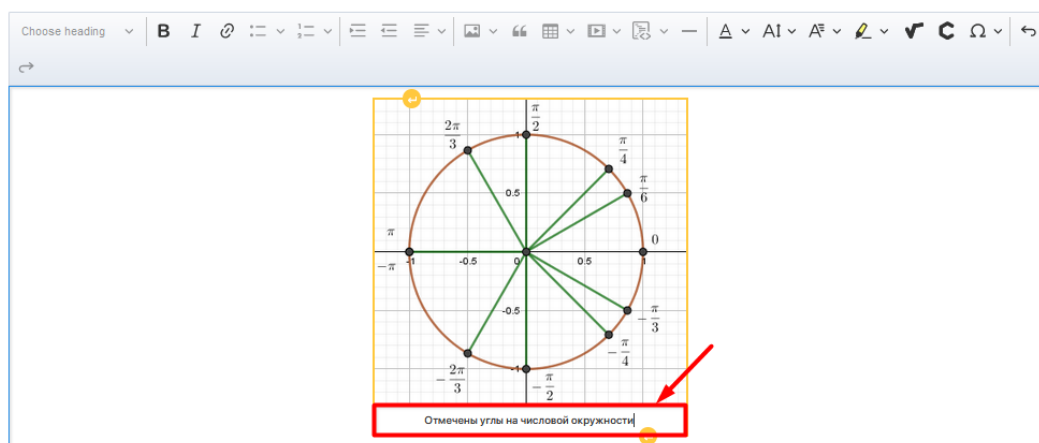 Choose heading
π/2
2π/3
1
π/4
π/6
0.5
π
0
-π
-1 -0.5 0 0.5 1
-0.5
-π/3
-π/4
-2π/3
-1
-π/2
Отмечены углы на числовой окружности